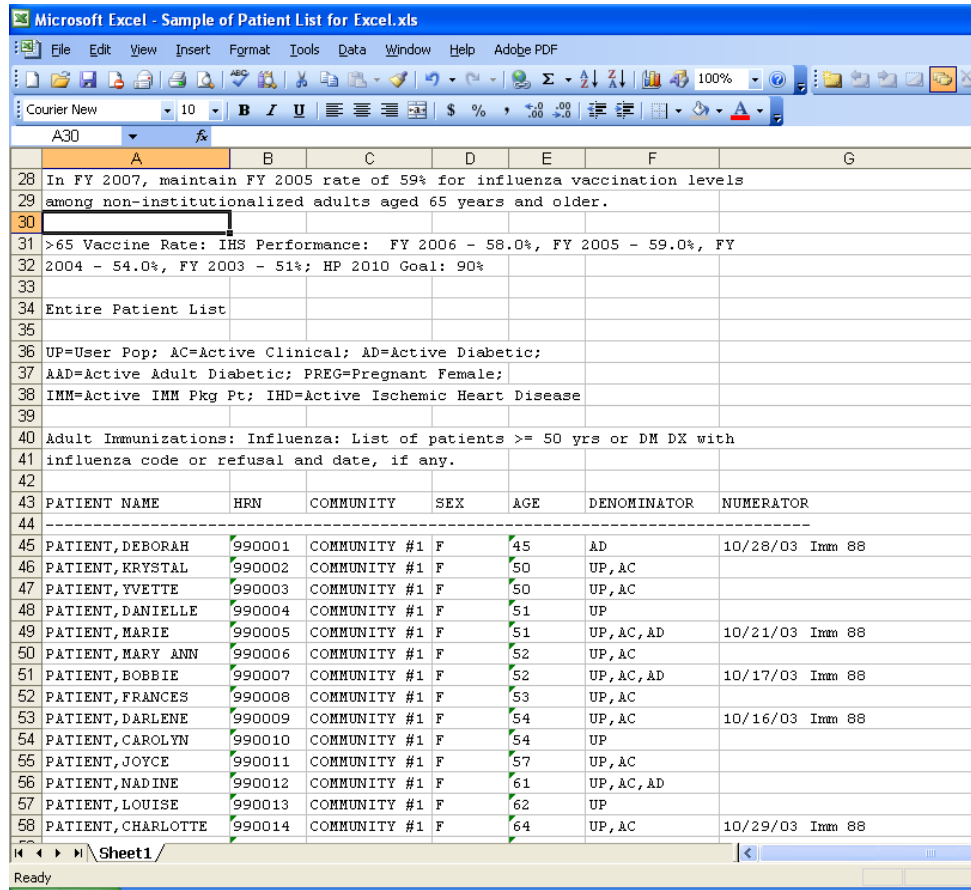 Microsoft Excel - Sample of Patient List for Excel.xls
File Edit View Insert Format Tools Data Window Help Adobe PDF
100%
Courier New 10 B I U $ % ,
A30 fx
A B C D E F G
28 In FY 2007, maintain FY 2005 rate of 59% for influenza vaccination levels
29 among non-institutionalized adults aged 65 years and older.
30
31 >65 Vaccine Rate: IHS Performance: FY 2006 - 58.0%, FY 2005 - 59.0%, FY
32 2004 - 54.0%, FY 2003 - 51%; HP 2010 Goal: 90%
33
34 Entire Patient List
35
36 UP=User Pop; AC=Active Clinical; AD=Active Diabetic;
37 AAD=Active Adult Diabetic; PREG=Pregnant Female;
38 IMM=Active IMM Pkg Pt; IHD=Active Ischemic Heart Disease
39
40 Adult Immunizations: Influenza: List of patients >= 50 yrs or DM DX with
41 influenza code or refusal and date, if any.
42
43 PATIENT NAME HRN COMMUNITY SEX AGE DENOMINATOR NUMERATOR
44 --------------------------------------------------------------------------------
45 PATIENT,DEBORAH 990001 COMMUNITY #1 F 45 AD 10/28/03 Imm 88
46 PATIENT,KRYSTAL 990002 COMMUNITY #1 F 50 UP,AC
47 PATIENT,YVETTE 990003 COMMUNITY #1 F 50 UP,AC
48 PATIENT,DANIELLE 990004 COMMUNITY #1 F 51 UP
49 PATIENT,MARIE 990005 COMMUNITY #1 F 51 UP,AC,AD 10/21/03 Imm 88
50 PATIENT,MARY ANN 990006 COMMUNITY #1 F 52 UP,AC
51 PATIENT,BOBBIE 990007 COMMUNITY #1 F 52 UP,AC,AD 10/17/03 Imm 88
52 PATIENT,FRANCES 990008 COMMUNITY #1 F 53 UP,AC
53 PATIENT,DARLENE 990009 COMMUNITY #1 F 54 UP,AC 10/16/03 Imm 88
54 PATIENT,CAROLYN 990010 COMMUNITY #1 F 54 UP
55 PATIENT,JOYCE 990011 COMMUNITY #1 F 57 UP,AC
56 PATIENT,NADINE 990012 COMMUNITY #1 F 61 UP,AC,AD
57 PATIENT,LOUISE 990013 COMMUNITY #1 F 62 UP
58 PATIENT,CHARLOTTE 990014 COMMUNITY #1 F 64 UP,AC 10/29/03 Imm 88
Sheet1
Ready